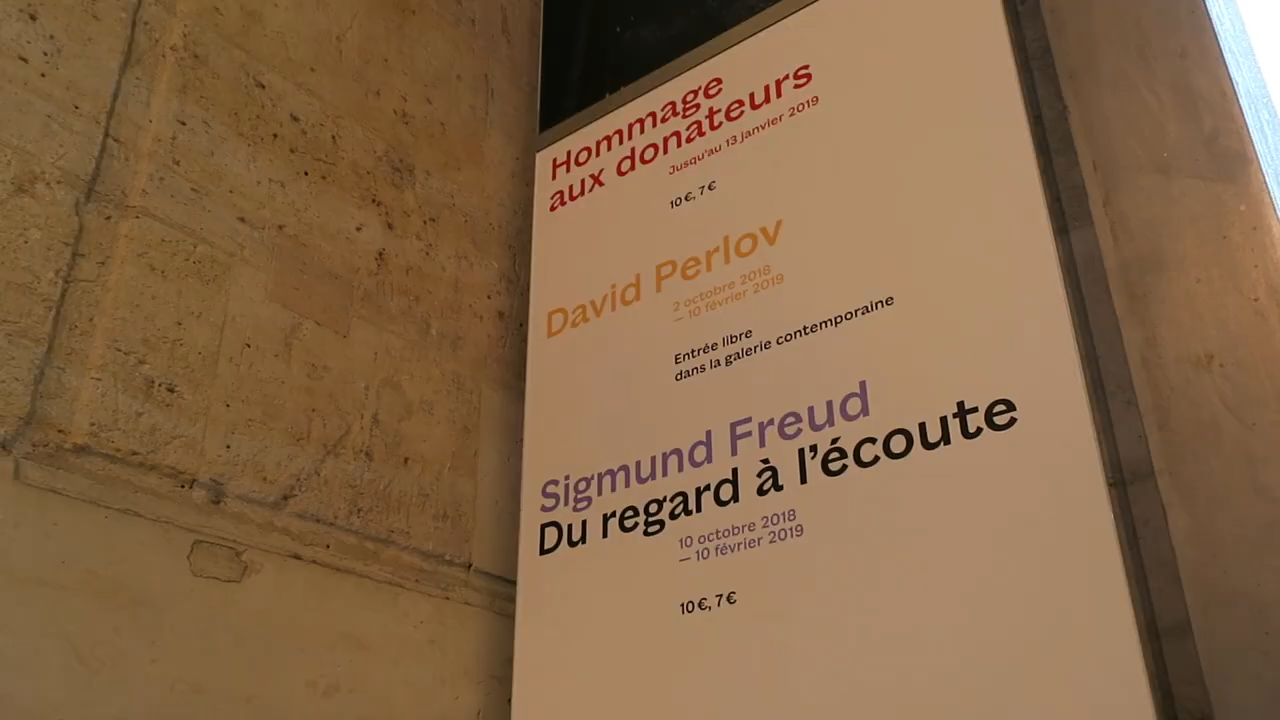 Hommage
aux donateurs
Jusqu'au 13 janvier 2019
10 €, 7 €
David Perlov
2 octobre 2018
— 10 février 2019
Entrée libre
dans la galerie contemporaine
Sigmund Freud
Du regard à l'écoute
10 octobre 2018
— 10 février 2019
10 €, 7 €